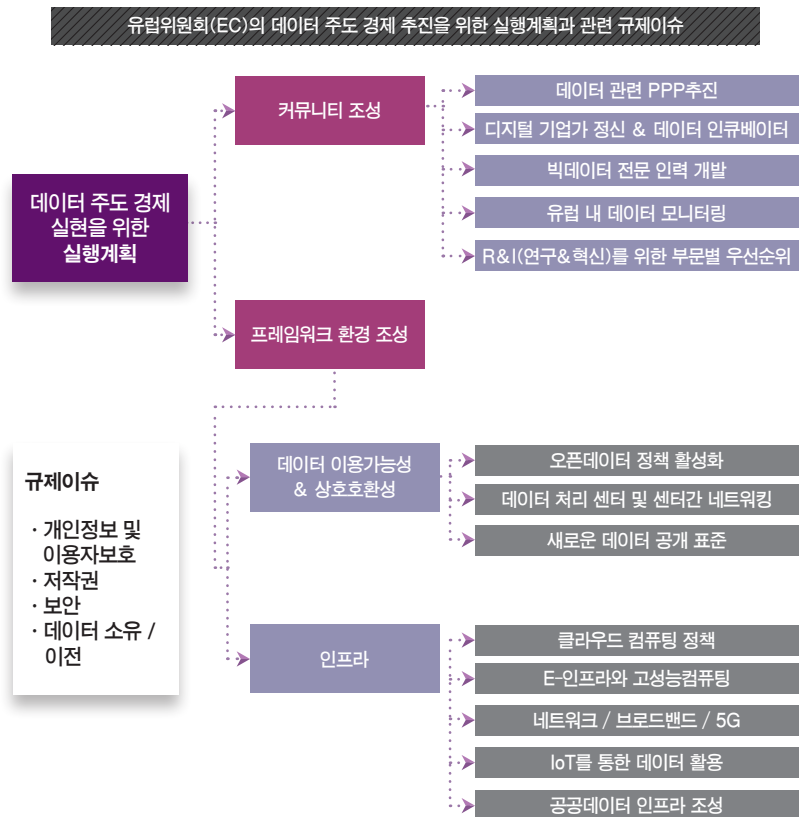 유럽위원회(EC)의 데이터 주도 경제 추진을 위한 실행계획과 관련 규제이슈
데이터 주도 경제
실현을 위한
실행계획
커뮤니티 조성
데이터 관련 PPP추진
디지털 기업가 정신 & 데이터 인큐베이터
빅데이터 전문 인력 개발
유럽 내 데이터 모니터링
R&I(연구&혁신)를 위한 부문별 우선순위
프레임워크 환경 조성
데이터 이용가능성
& 상호호환성
오픈데이터 정책 활성화
데이터 처리 센터 및 센터간 네트워킹
새로운 데이터 공개 표준
인프라
클라우드 컴퓨팅 정책
E-인프라와 고성능컴퓨팅
네트워크 / 브로드밴드 / 5G
IoT를 통한 데이터 활용
공공데이터 인프라 조성
규제이슈
· 개인정보 및
이용자보호
· 저작권
· 보안
· 데이터 소유 /
이전